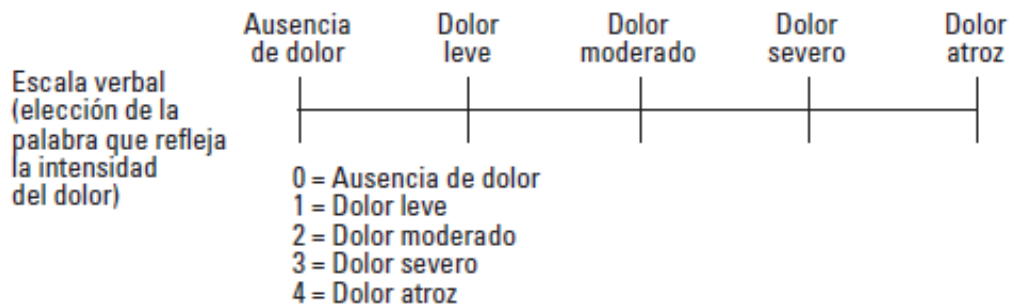 Ausencia
de dolor
Dolor
leve
Dolor
moderado
Dolor
severo
Dolor
atroz
Escala verbal
(elección de la
palabra que refleja
la intensidad
del dolor)
0 = Ausencia de dolor
1 = Dolor leve
2 = Dolor moderado
3 = Dolor severo
4 = Dolor atroz